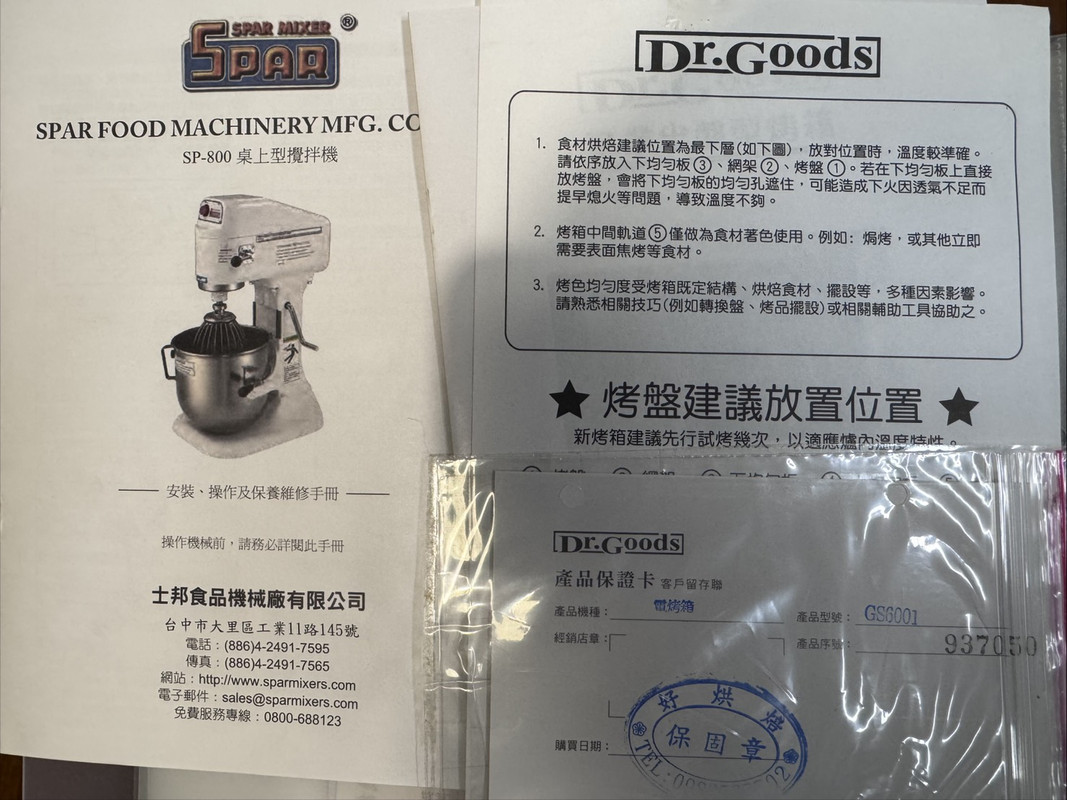 SPAR MIXER ®
SPAR
SPAR FOOD MACHINERY MFG. CO
SP-800 桌上型攪拌機
安裝、操作及保養維修手冊
操作機械前，請務必詳閱此手冊
士邦食品機械廠有限公司
台中市大里區工業11路145號
電話：(886)4-2491-7595
傳真：(886)4-2491-7565
網站：http://www.sparmixers.com
電子郵件：sales@sparmixers.com
免費服務專線：0800-688123
Dr.Goods
1. 食材烘焙建議位置為最下層(如下圖)，放對位置時，溫度較準確。
請依序放入下均勻板③、網架②、烤盤①。若在下均勻板上直接
放烤盤，會將下均勻板的均勻孔遮住，可能造成下火因透氣不足而
提早熄火等問題，導致溫度不夠。
2. 烤箱中間軌道⑤僅做為食材著色使用。例如：焗烤，或其他立即
需要表面焦烤等食材。
3. 烤色均勻度受烤箱既定結構、烘焙食材、擺設等，多種因素影響。
請熟悉相關技巧(例如轉換盤、烤品擺設)或相關輔助工具協助之。
★ 烤盤建議放置位置 ★
新烤箱建議先行試烤幾次，以適應爐內溫度特性。
Dr.Goods
產品保證卡 客戶留存聯
產品機種：電烤箱
產品型號：GS6001
經銷店章：
產品序號：937050
好烘焙
保固章
TEL
購買日期：